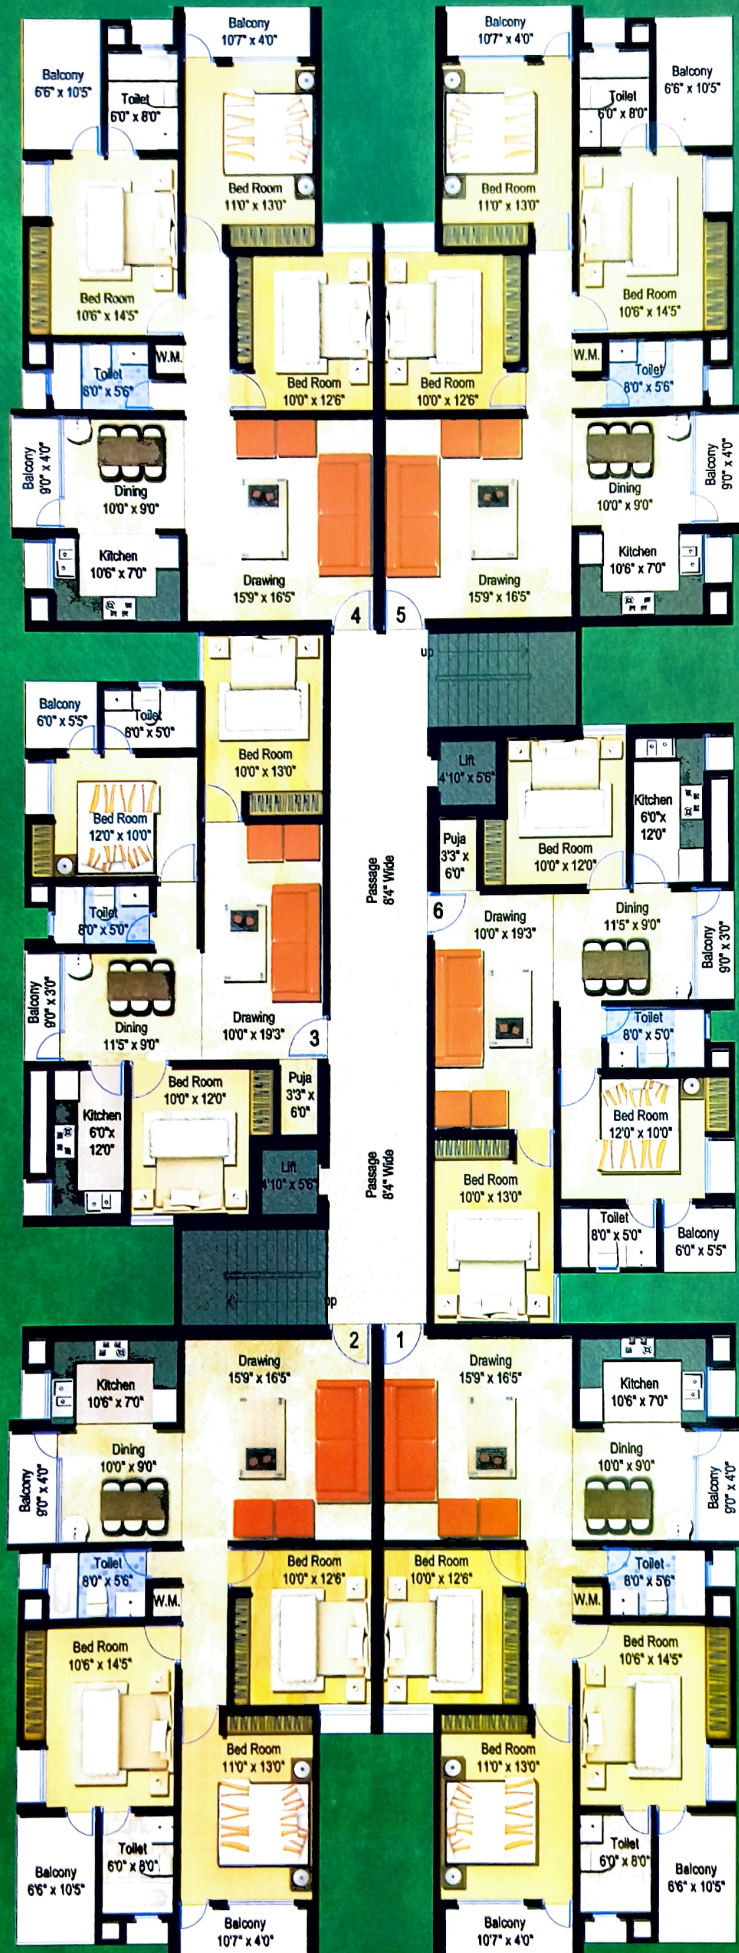 Balcony
10'7" x 4'0"
Balcony
10'7" x 4'0"
Balcony
6'6" x 10'5"
Toilet
6'0" x 8'0"
Toilet
6'0" x 8'0"
Balcony
6'6" x 10'5"
Bed Room
11'0" x 13'0"
Bed Room
11'0" x 13'0"
Bed Room
10'6" x 14'5"
Bed Room
10'6" x 14'5"
W.M.
W.M.
Toilet
8'0" x 5'6"
Bed Room
10'0" x 12'6"
Bed Room
10'0" x 12'6"
Toilet
8'0" x 5'6"
Balcony
9'0" x 4'0"
Dining
10'0" x 9'0"
Dining
10'0" x 9'0"
Balcony
9'0" x 4'0"
Kitchen
10'6" x 7'0"
Drawing
15'9" x 16'5"
Drawing
15'9" x 16'5"
Kitchen
10'6" x 7'0"
4
5
up
Balcony
6'0" x 5'5"
Toilet
8'0" x 5'0"
Bed Room
10'0" x 13'0"
Lift
4'10" x 5'6"
Bed Room
12'0" x 10'0"
Kitchen
6'0"x
12'0"
Puja
3'3" x
6'0"
Bed Room
10'0" x 12'0"
Passage
8'4" Wide
Toilet
8'0" x 5'0"
6
Drawing
10'0" x 19'3"
Dining
11'5" x 9'0"
Balcony
9'0" x 3'0"
Balcony
9'0" x 3'0"
Dining
11'5" x 9'0"
Drawing
10'0" x 19'3"
3
Toilet
8'0" x 5'0"
Kitchen
6'0"x
12'0"
Bed Room
10'0" x 12'0"
Puja
3'3" x
6'0"
Bed Room
12'0" x 10'0"
Lift
4'10" x 5'6"
Passage
8'4" Wide
Bed Room
10'0" x 13'0"
Toilet
8'0" x 5'0"
Balcony
6'0" x 5'5"
up
2
1
Kitchen
10'6" x 7'0"
Drawing
15'9" x 16'5"
Drawing
15'9" x 16'5"
Kitchen
10'6" x 7'0"
Balcony
9'0" x 4'0"
Dining
10'0" x 9'0"
Dining
10'0" x 9'0"
Balcony
9'0" x 4'0"
Toilet
8'0" x 5'6"
Bed Room
10'0" x 12'6"
Bed Room
10'0" x 12'6"
Toilet
8'0" x 5'6"
W.M.
W.M.
Bed Room
10'6" x 14'5"
Bed Room
10'6" x 14'5"
Bed Room
11'0" x 13'0"
Bed Room
11'0" x 13'0"
Balcony
6'6" x 10'5"
Toilet
6'0" x 8'0"
Toilet
6'0" x 8'0"
Balcony
6'6" x 10'5"
Balcony
10'7" x 4'0"
Balcony
10'7" x 4'0"